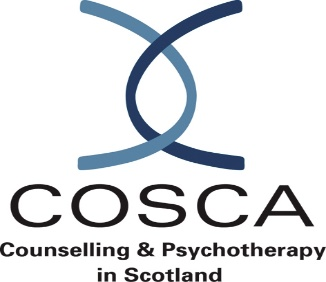 COSCA
Counselling & Psychotherapy
in Scotland